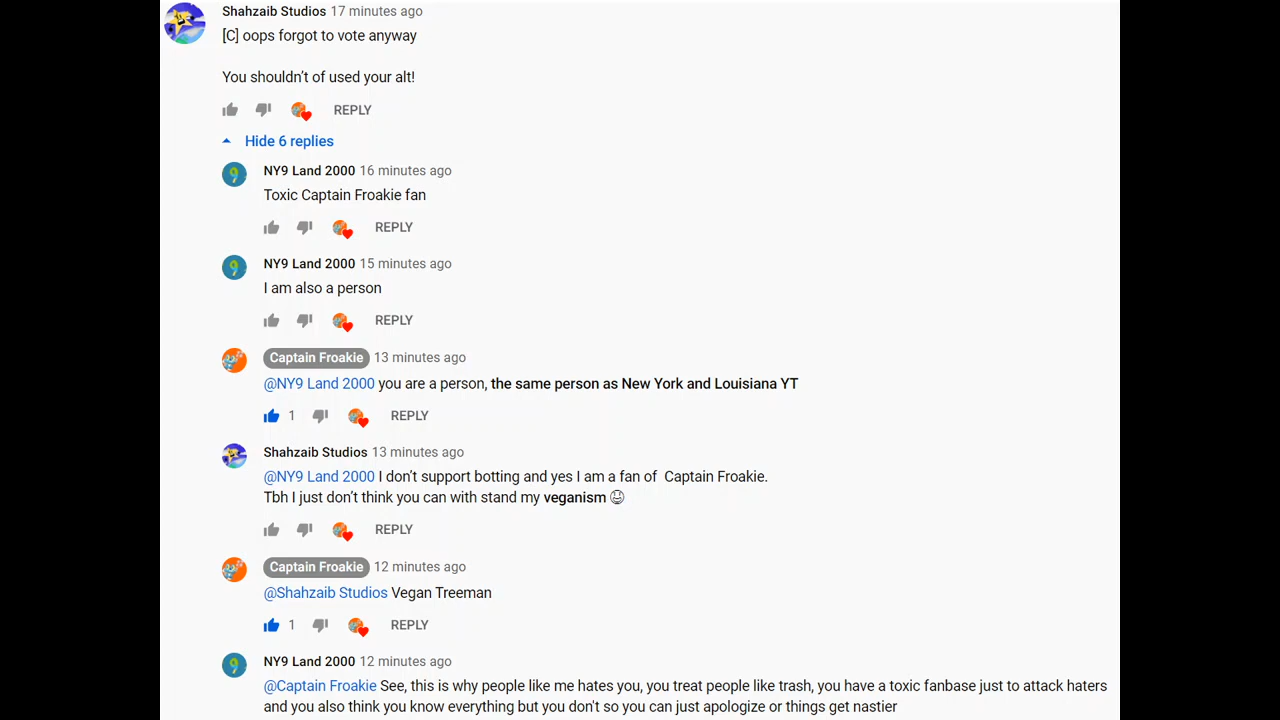 Shahzaib Studios 17 minutes ago
[C] oops forgot to vote anyway
You shouldn’t of used your alt!
REPLY
Hide 6 replies
NY9 Land 2000 16 minutes ago
Toxic Captain Froakie fan
REPLY
NY9 Land 2000 15 minutes ago
I am also a person
REPLY
Captain Froakie 13 minutes ago
@NY9 Land 2000 you are a person, the same person as New York and Louisiana YT
1 REPLY
Shahzaib Studios 13 minutes ago
@NY9 Land 2000 I don’t support botting and yes I am a fan of  Captain Froakie.
Tbh I just don’t think you can with stand my veganism 😆
REPLY
Captain Froakie 12 minutes ago
@Shahzaib Studios Vegan Treeman
1 REPLY
NY9 Land 2000 12 minutes ago
@Captain Froakie See, this is why people like me hates you, you treat people like trash, you have a toxic fanbase just to attack haters
and you also think you know everything but you don't so you can just apologize or things get nastier